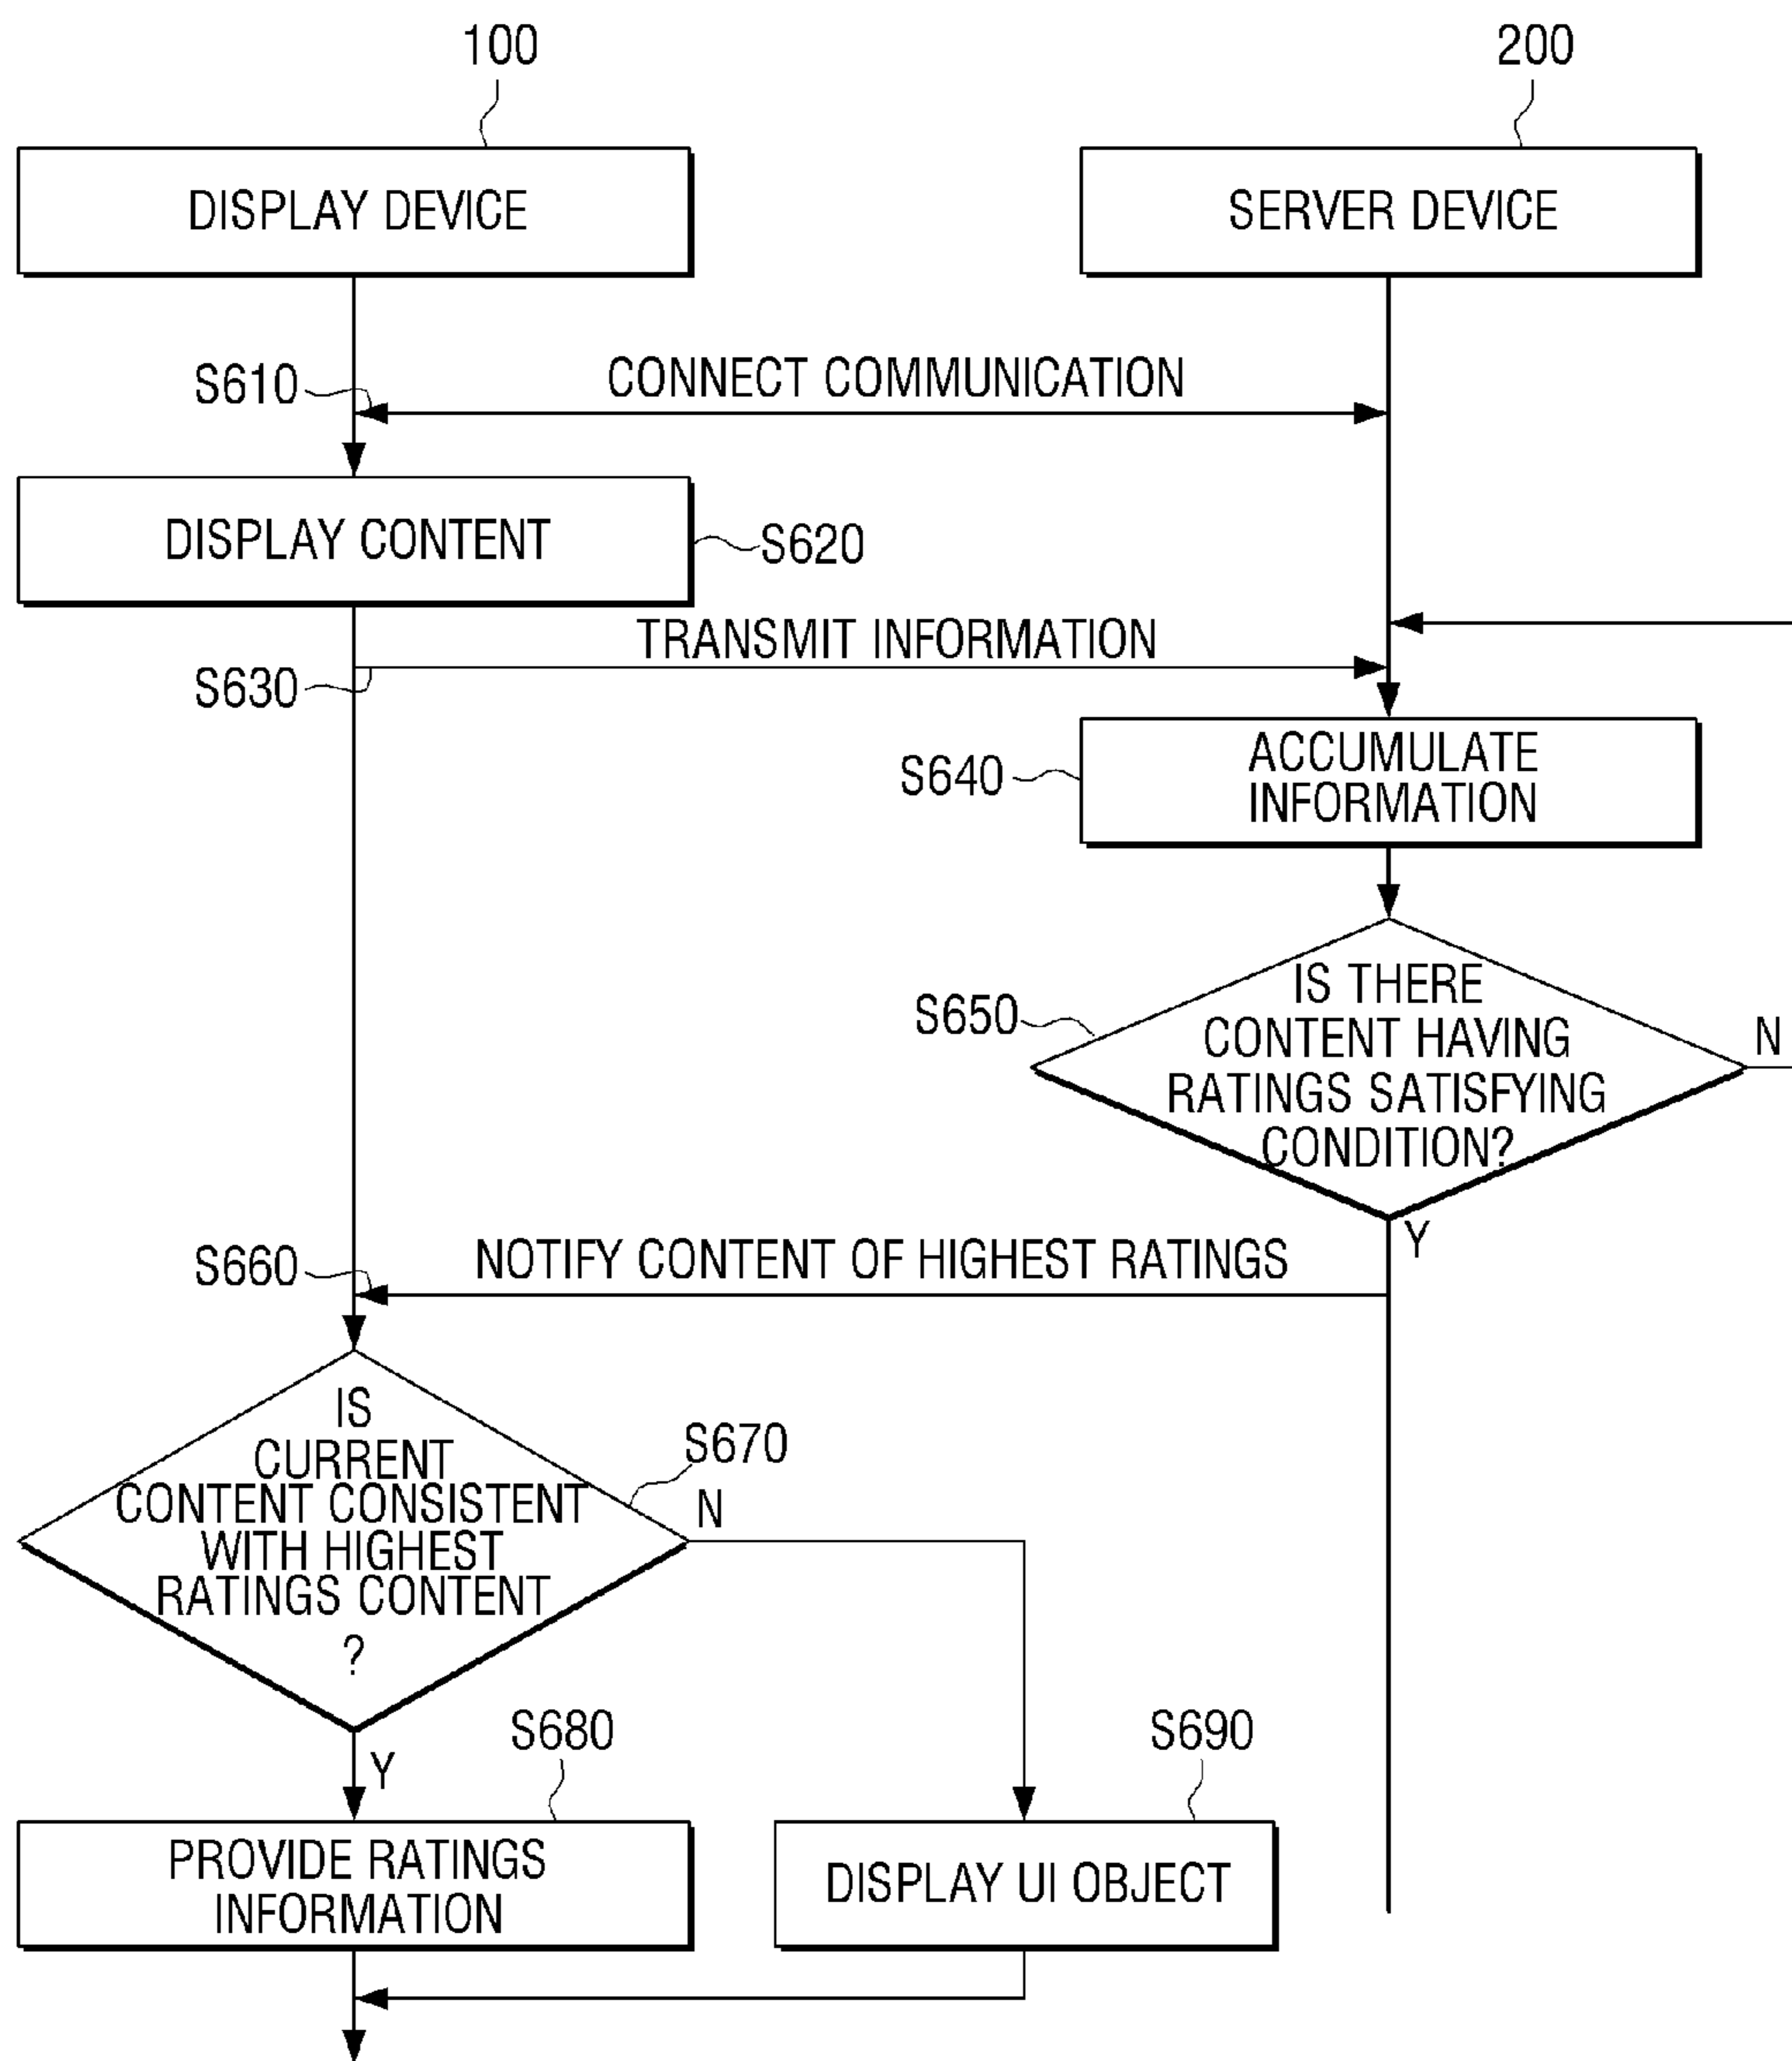 100
200
DISPLAY DEVICE
SERVER DEVICE
S610
CONNECT COMMUNICATION
DISPLAY CONTENT
S620
TRANSMIT INFORMATION
S630
S640
ACCUMULATE
INFORMATION
S650
IS THERE
CONTENT HAVING
RATINGS SATISFYING
CONDITION?
N
Y
S660
NOTIFY CONTENT OF HIGHEST RATINGS
IS
CURRENT
CONTENT CONSISTENT
WITH HIGHEST
RATINGS CONTENT
?
S670
N
Y
S680
S690
PROVIDE RATINGS
INFORMATION
DISPLAY UI OBJECT